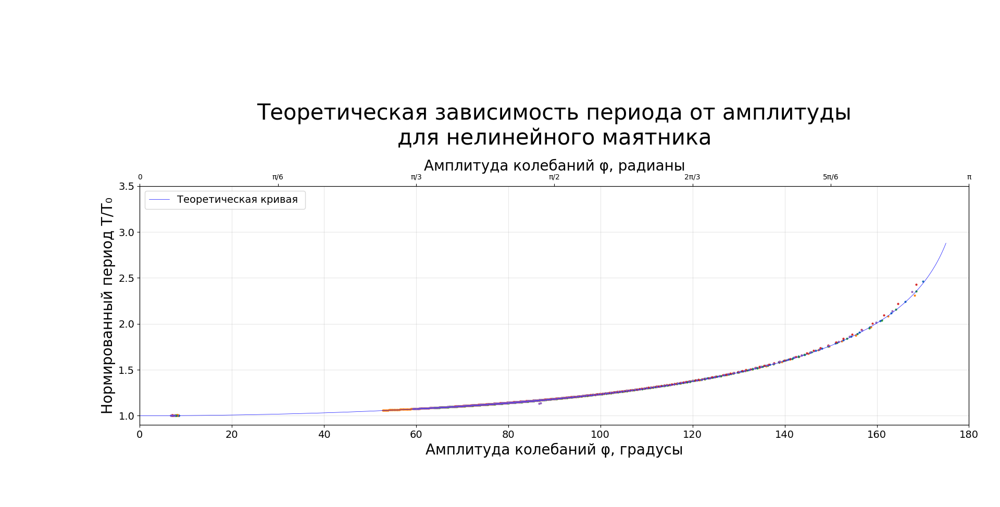 Теоретическая зависимость периода от амплитуды
для нелинейного маятника
Амплитуда колебаний φ, радианы
0 π/6 π/3 π/2 2π/3 5π/6 π
Теоретическая кривая
Нормированный период T/T₀
3.5
3.0
2.5
2.0
1.5
1.0
0 20 40 60 80 100 120 140 160 180
Амплитуда колебаний φ, градусы